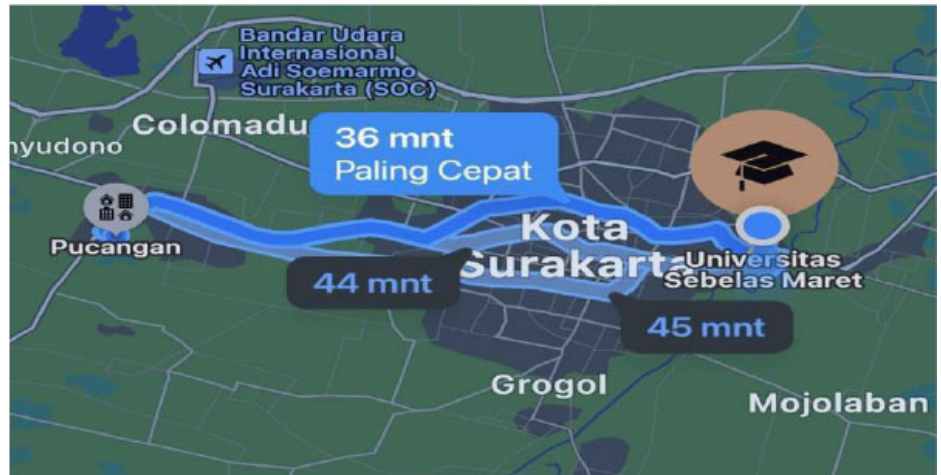 Bandar Udara
Internasional
Adi Soemarmo
Surakarta (SOC)
Colomadu
nyudono
36 mnt
Paling Cepat
Pucangan
Kota
Surakarta
Universitas
Sebelas Maret
44 mnt
45 mnt
Grogol
Mojolaban